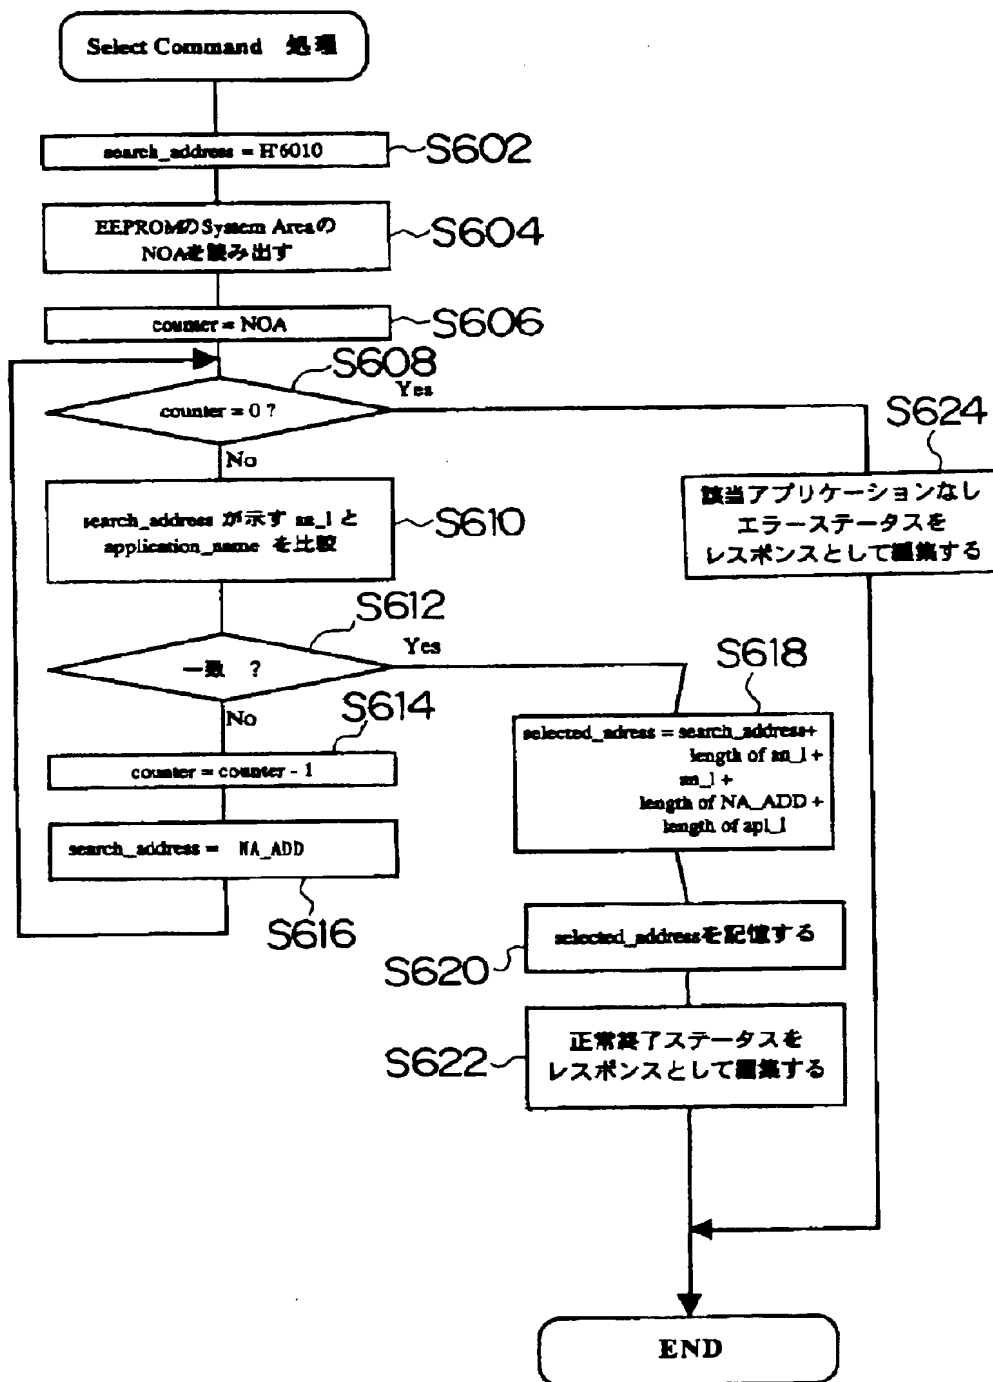 Select Command 処理
search_address = H'6010
S602
EEPROMのSystem Areaの
NOAを読み出す
S604
counter = NOA
S606
S608
counter = 0 ?
Yes
No
search_address が示す an_l と
application_name を比較
S610
S612
一致 ?
Yes
No
S614
counter = counter - 1
search_address = NA_ADD
S616
S618
selected_adress = search_address+
length of an_l +
an_l +
length of NA_ADD +
length of apl_l
selected_addressを記憶する
S620
正常終了ステータスを
レスポンスとして編集する
S622
S624
該当アプリケーションなし
エラーステータスを
レスポンスとして編集する
END